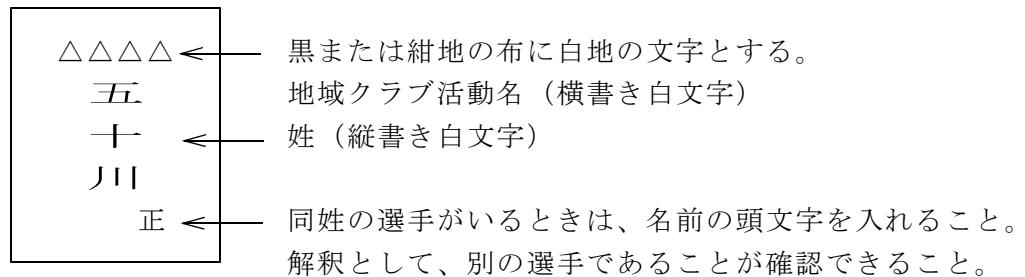 △△△△ 黒または紺地の布に白地の文字とする。
地域クラブ活動名（横書き白文字）
五十川 姓（縦書き白文字）
正 同姓の選手がいるときは、名前の頭文字を入れること。
解釈として、別の選手であることが確認できること。